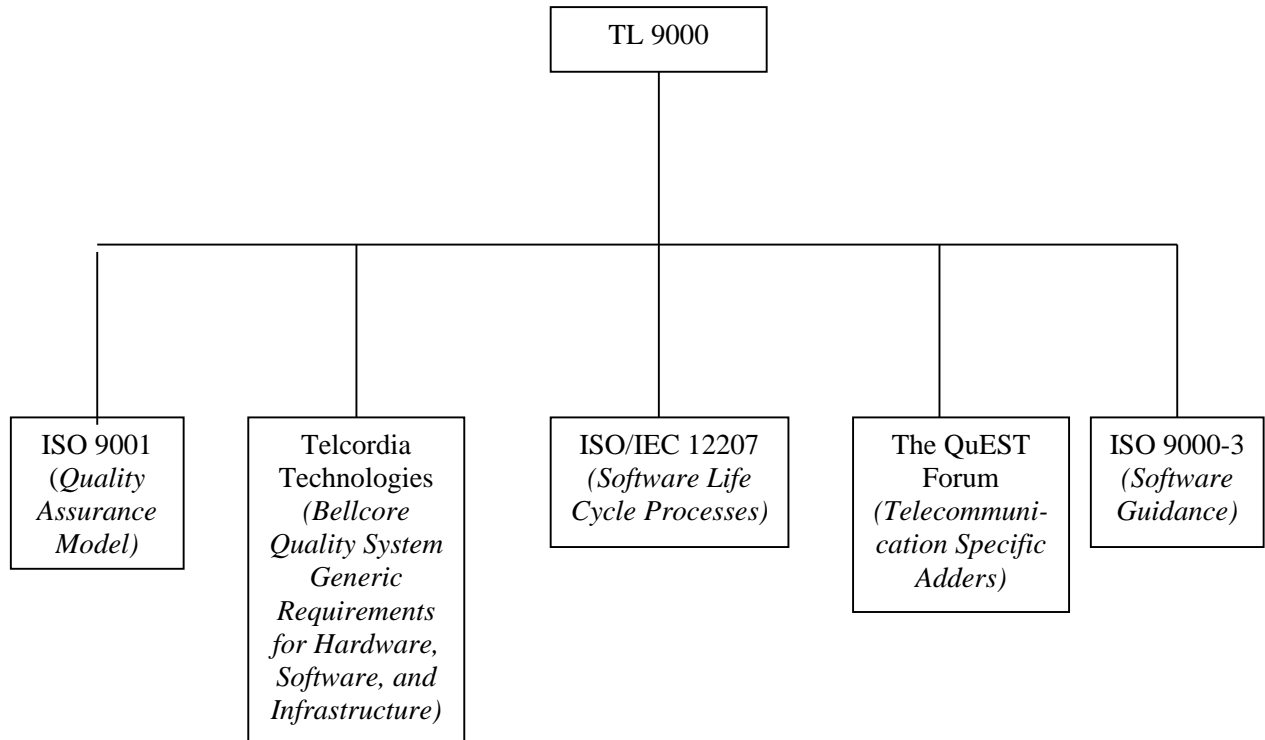 TL 9000
ISO 9001
(Quality
Assurance
Model)
Telcordia
Technologies
(Bellcore
Quality System
Generic
Requirements
for Hardware,
Software, and
Infrastructure)
ISO/IEC 12207
(Software Life
Cycle Processes)
The QuEST
Forum
(Telecommuni-
cation Specific
Adders)
ISO 9000-3
(Software
Guidance)